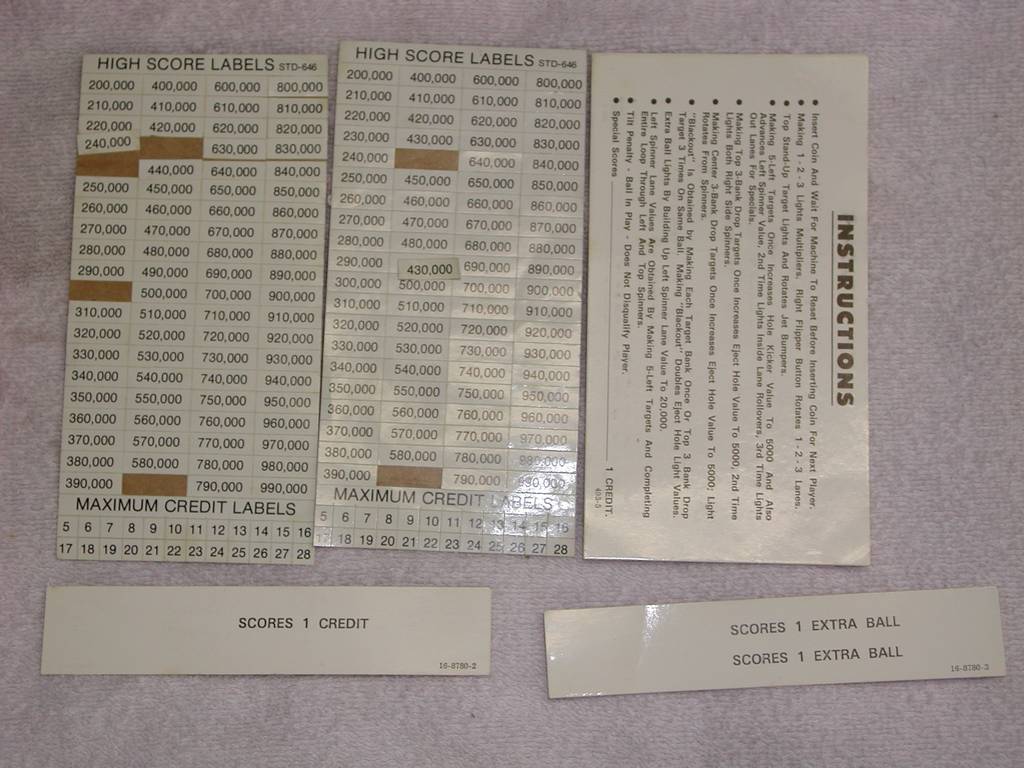 HIGH SCORE LABELS STD-646
200,000 400,000 600,000 800,000
210,000 410,000 610,000 810,000
220,000 420,000 620,000 820,000
240,000 630,000 830,000
440,000 640,000 840,000
250,000 450,000 650,000 850,000
260,000 460,000 660,000 860,000
270,000 470,000 670,000 870,000
280,000 480,000 680,000 880,000
290,000 490,000 690,000 890,000
500,000 700,000 900,000
310,000 510,000 710,000 910,000
320,000 520,000 720,000 920,000
330,000 530,000 730,000 930,000
340,000 540,000 740,000 940,000
350,000 550,000 750,000 950,000
360,000 560,000 760,000 960,000
370,000 570,000 770,000 970,000
380,000 580,000 780,000 980,000
390,000 790,000 990,000
MAXIMUM CREDIT LABELS
5 6 7 8 9 10 11 12 13 14 15 16
17 18 19 20 21 22 23 24 25 26 27 28
HIGH SCORE LABELS STD-646
200,000 400,000 600,000 800,000
210,000 410,000 610,000 810,000
220,000 420,000 620,000 820,000
230,000 430,000 630,000 830,000
240,000 640,000 840,000
250,000 450,000 650,000 850,000
260,000 460,000 660,000 860,000
270,000 470,000 670,000 870,000
280,000 480,000 680,000 880,000
290,000 430,000 690,000 890,000
300,000 500,000 700,000 900,000
310,000 510,000 710,000 910,000
320,000 520,000 720,000 920,000
330,000 530,000 730,000 930,000
340,000 540,000 740,000 940,000
350,000 550,000 750,000 950,000
360,000 560,000 760,000 960,000
370,000 570,000 770,000 970,000
380,000 580,000 780,000 980,000
390,000 790,000 990,000
MAXIMUM CREDIT LABELS
5 6 7 8 9 10 11 12 13 14 15 16
17 18 19 20 21 22 23 24 25 26 27 28
INSTRUCTIONS
• Insert Coin And Wait For Machine To Reset Before Inserting Coin For Next Player.
• Making 1 - 2 - 3 Lights Multipliers. Right Flipper Button Rotates 1 - 2 - 3 Lanes.
• Top Stand-Up Target Lights And Rotates Jet Bumpers.
• Making 5-Left Targets Once Increases Hole Kicker Value To 5000 And Also
Advances Left Spinner Value, 2nd Time Lights Inside Lane Rollovers, 3rd Time Lights
Out Lanes For Specials.
• Making Top 3-Bank Drop Targets Once Increases Eject Hole Value To 5000, 2nd Time
Lights Both Right Side Spinners.
• Making Center 3-Bank Drop Targets Once Increases Eject Hole Value To 5000; Light
Rotates From Spinners.
• "Blackout" Is Obtained by Making Each Target Bank Once Or Top 3 Bank Drop
Target 3 Times On Same Ball. Making "Blackout" Doubles Eject Hole Light Values.
• Extra Ball Lights By Building Up Left Spinner Lane Value To 20,000.
• Left Spinner Lane Values Are Obtained By Making 5-Left Targets And Completing
Entire Loop Through Left And Top Spinners.
• Tilt Penalty - Ball In Play - Does Not Disqualify Player.
• Special Scores 1 CREDIT.
493-5
SCORES 1 CREDIT
16-8780-2
SCORES 1 EXTRA BALL
SCORES 1 EXTRA BALL
16-8780-3